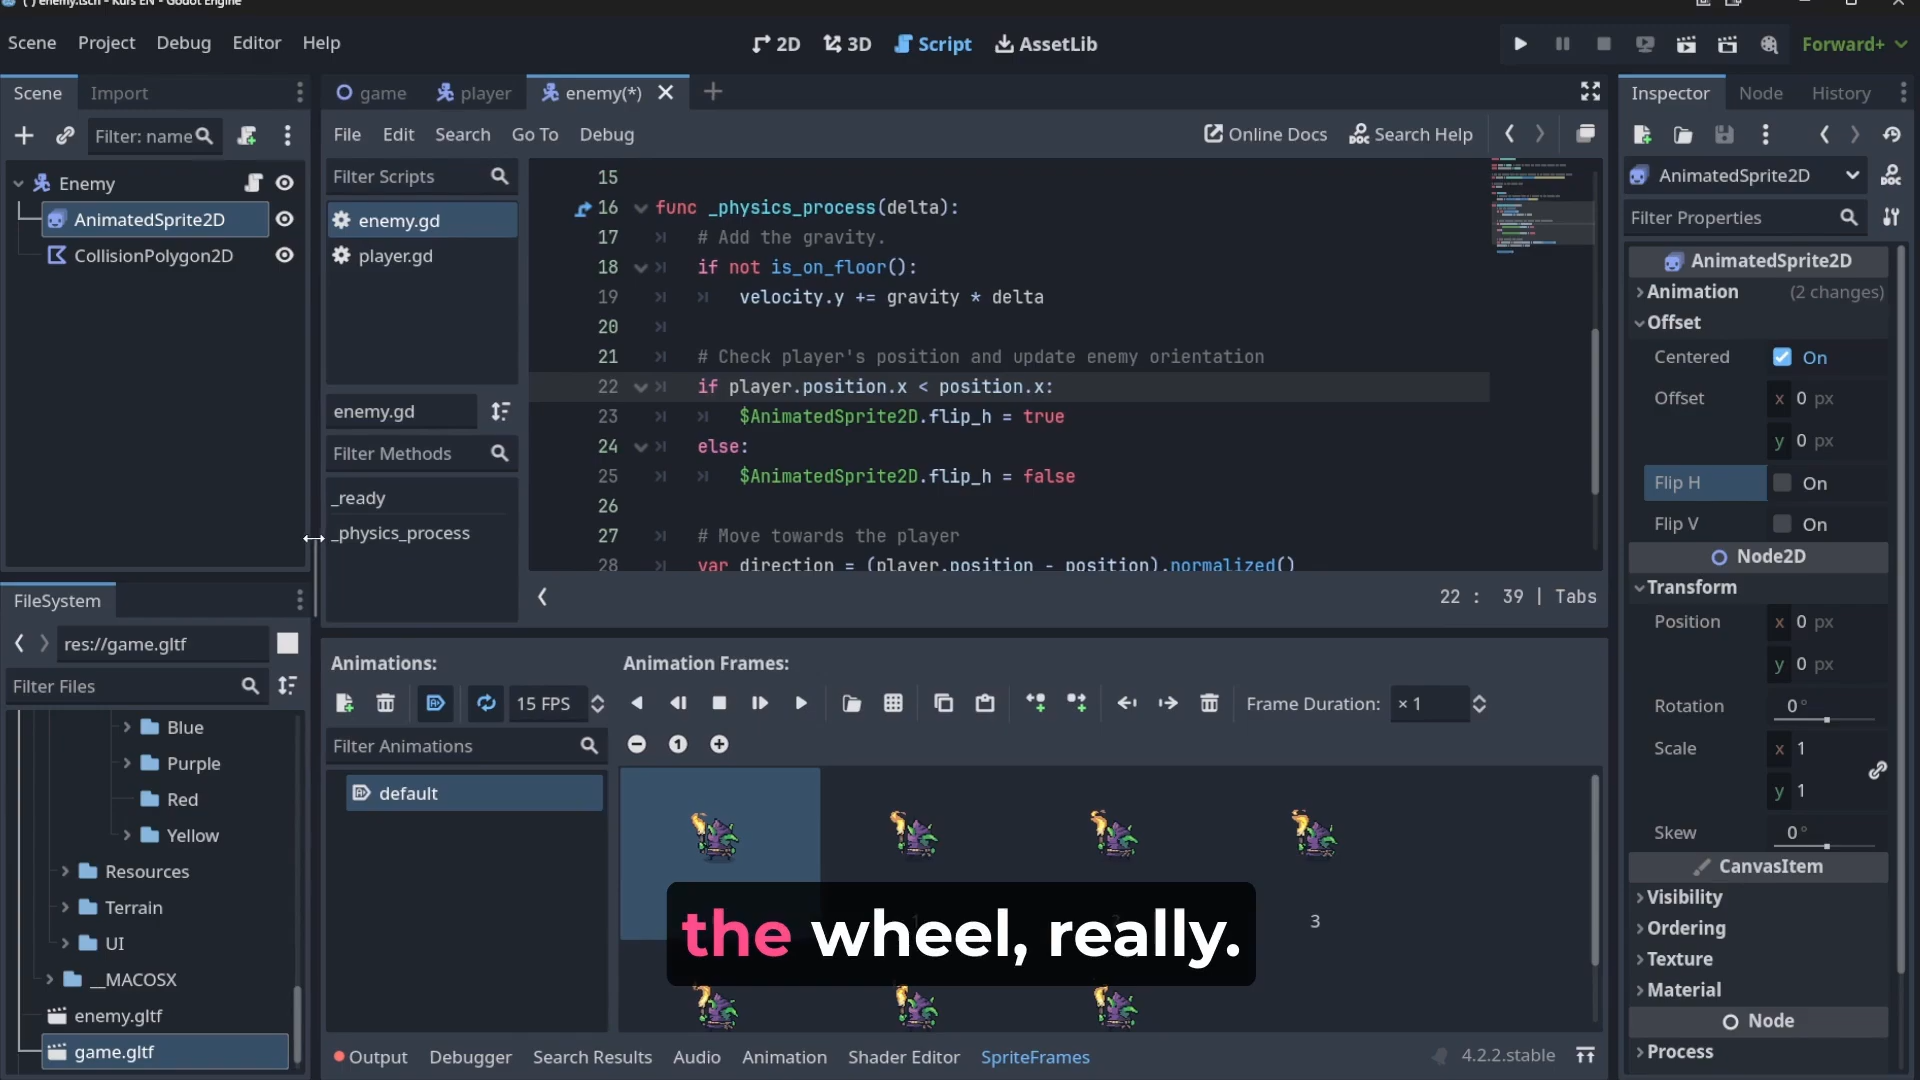 Scene Project Debug Editor Help
2D 3D Script AssetLib
Forward+
Scene Import
Filter: name
Enemy
AnimatedSprite2D
CollisionPolygon2D
FileSystem
res://game.gltf
Filter Files
Blue
Purple
Red
Yellow
Resources
Terrain
UI
__MACOSX
enemy.gltf
game.gltf
game player enemy(*)
File Edit Search Go To Debug
Online Docs Search Help
Filter Scripts
enemy.gd
player.gd
enemy.gd
Filter Methods
_ready
_physics_process
15
16 func _physics_process(delta):
17 # Add the gravity.
18 if not is_on_floor():
19 velocity.y += gravity * delta
20
21 # Check player's position and update enemy orientation
22 if player.position.x < position.x:
23 $AnimatedSprite2D.flip_h = true
24 else:
25 $AnimatedSprite2D.flip_h = false
26
27 # Move towards the player
28 var direction = (player.position - position).normalized()
22 : 39 | Tabs
Animations:
15 FPS
Filter Animations
default
Animation Frames:
Frame Duration: × 1
3
the wheel, really.
Output Debugger Search Results Audio Animation Shader Editor SpriteFrames
4.2.2.stable
Inspector Node History
AnimatedSprite2D
Filter Properties
AnimatedSprite2D
Animation (2 changes)
Offset
Centered On
Offset x 0 px
y 0 px
Flip H On
Flip V On
Node2D
Transform
Position x 0 px
y 0 px
Rotation 0 °
Scale x 1
y 1
Skew 0 °
CanvasItem
Visibility
Ordering
Texture
Material
Node
Process